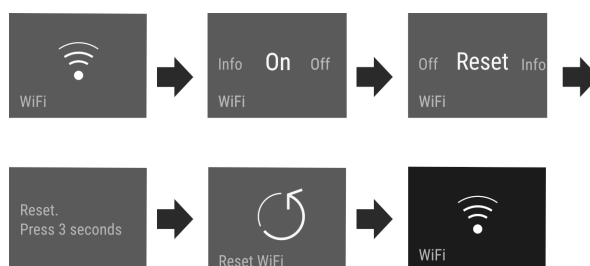 WiFi
Info On Off
WiFi
Off Reset Info
WiFi
Reset.
Press 3 seconds
Reset WiFi
WiFi